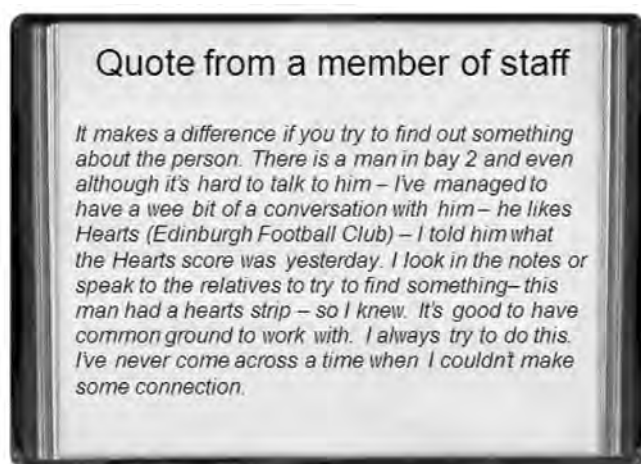 Quote from a member of staff
It makes a difference if you try to find out something
about the person. There is a man in bay 2 and even
although it's hard to talk to him – I've managed to
have a wee bit of a conversation with him – he likes
Hearts (Edinburgh Football Club) – I told him what
the Hearts score was yesterday. I look in the notes or
speak to the relatives to try to find something– this
man had a hearts strip – so I knew. It's good to have
common ground to work with. I always try to do this.
I've never come across a time when I couldn't make
some connection.